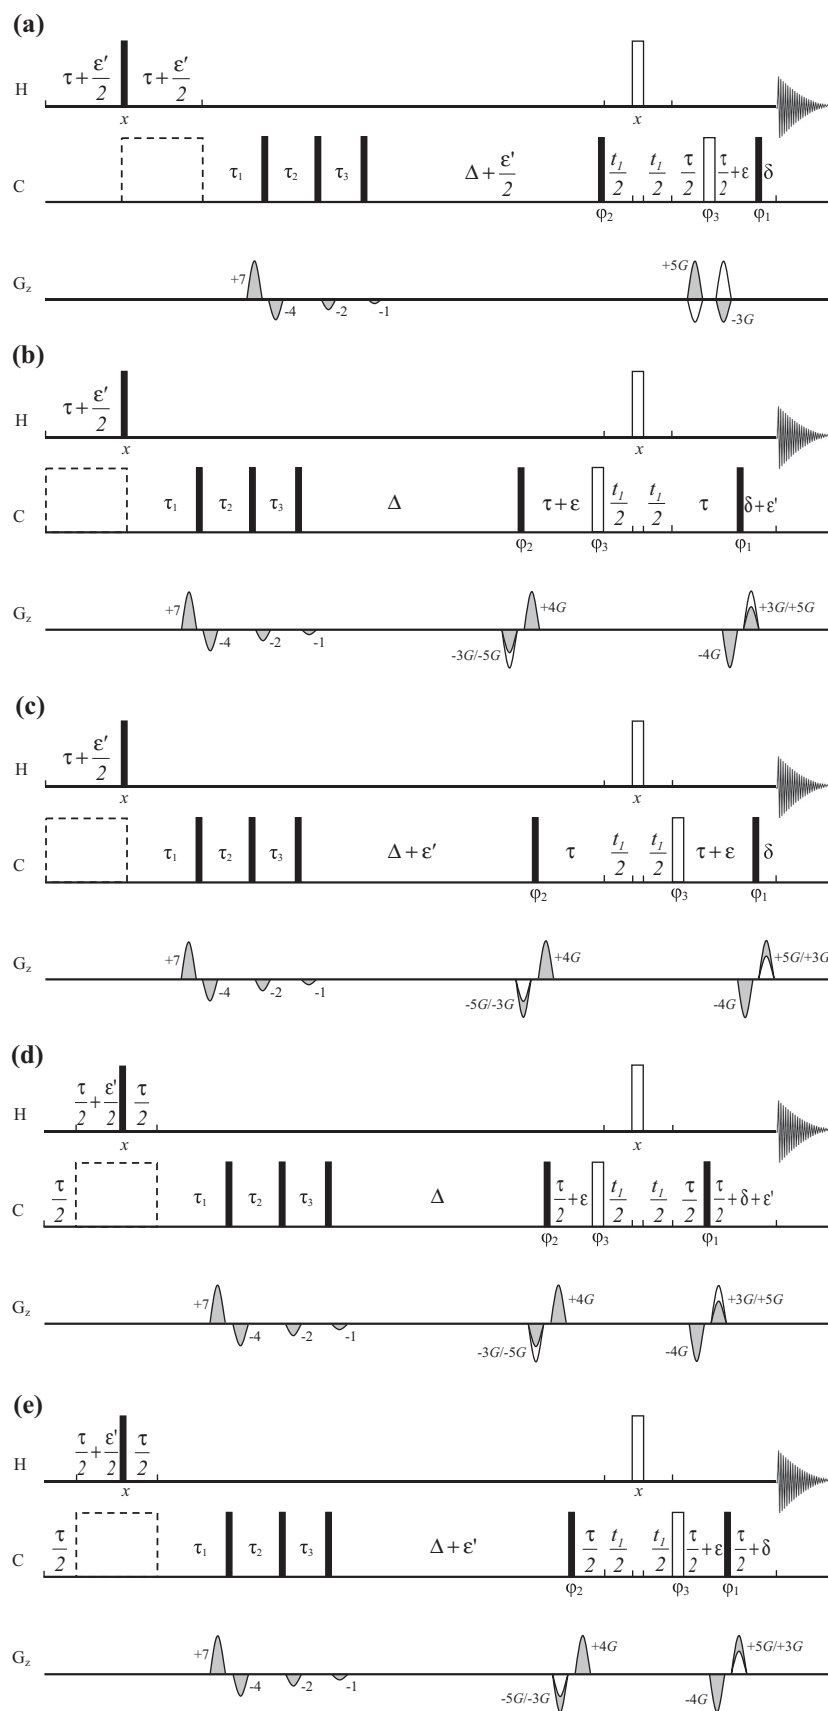 (a)
H τ + ε′/2 τ + ε′/2
x x
C τ1 τ2 τ3 Δ + ε′/2 t1/2 t1/2 τ/2 τ/2 + ε δ
φ2 φ3 φ1
Gz +7 -4 -2 -1 +5G -3G
(b)
H τ + ε′/2
x x
C τ1 τ2 τ3 Δ τ + ε t1/2 t1/2 τ δ + ε'
φ2 φ3 φ1
Gz +7 -4 -2 -1 -3G/-5G +4G -4G +3G/+5G
(c)
H τ + ε′/2
x x
C τ1 τ2 τ3 Δ + ε′ τ t1/2 t1/2 τ + ε δ
φ2 φ3 φ1
Gz +7 -4 -2 -1 -5G/-3G +4G -4G +5G/+3G
(d)
H τ/2 + ε'/2 τ/2
x x
C τ/2 τ1 τ2 τ3 Δ τ/2 + ε t1/2 t1/2 τ/2 τ/2 + δ + ε'
φ2 φ3 φ1
Gz +7 -4 -2 -1 -3G/-5G +4G -4G +3G/+5G
(e)
H τ/2 + ε'/2 τ/2
x x
C τ/2 τ1 τ2 τ3 Δ + ε' τ/2 t1/2 t1/2 τ/2 + ε τ/2 + δ
φ2 φ3 φ1
Gz +7 -4 -2 -1 -5G/-3G +4G -4G +5G/+3G